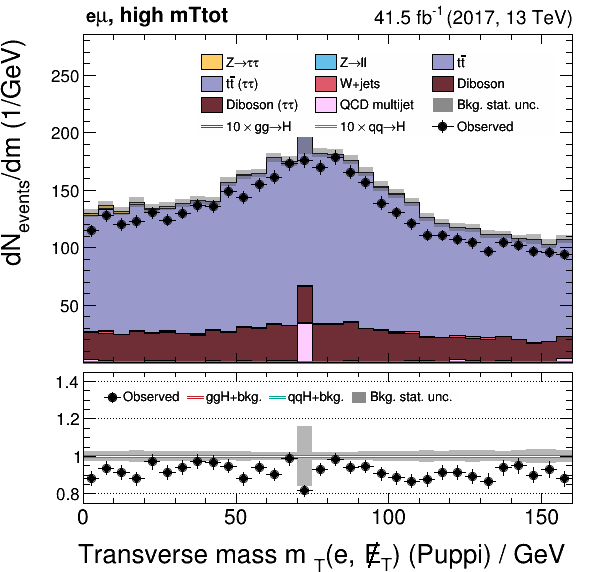 eμ, high mTtot 41.5 fb⁻¹ (2017, 13 TeV)
dN_events/dm (1/GeV)
250
200
150
100
50
Z→ττ Z→ll tt̄
tt̄ (ττ) W+jets Diboson
Diboson (ττ) QCD multijet Bkg. stat. unc.
10 × gg→H 10 × qq→H Observed
1.4
1.2
1
0.8
Observed ggH+bkg. qqH+bkg. Bkg. stat. unc.
0 50 100 150
Transverse mass m_T(e, E̸_T) (Puppi) / GeV